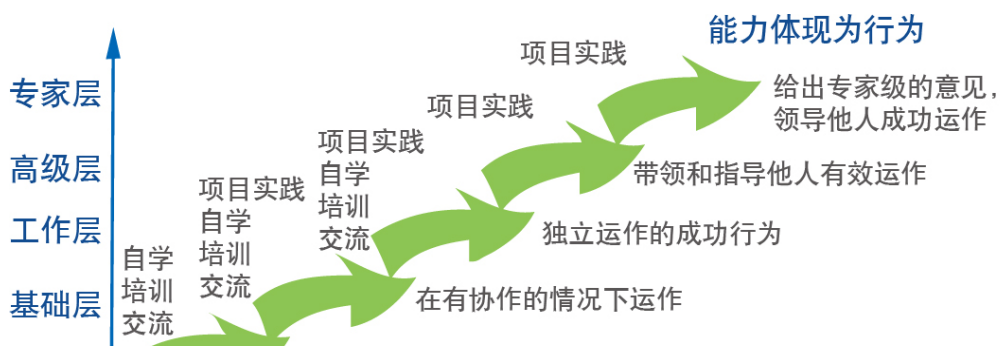 能力体现为行为
专家层
高级层
工作层
基础层
自学
培训
交流
项目实践
自学
培训
交流
项目实践
自学
培训
交流
项目实践
项目实践
给出专家级的意见，
领导他人成功运作
带领和指导他人有效运作
独立运作的成功行为
在有协作的情况下运作